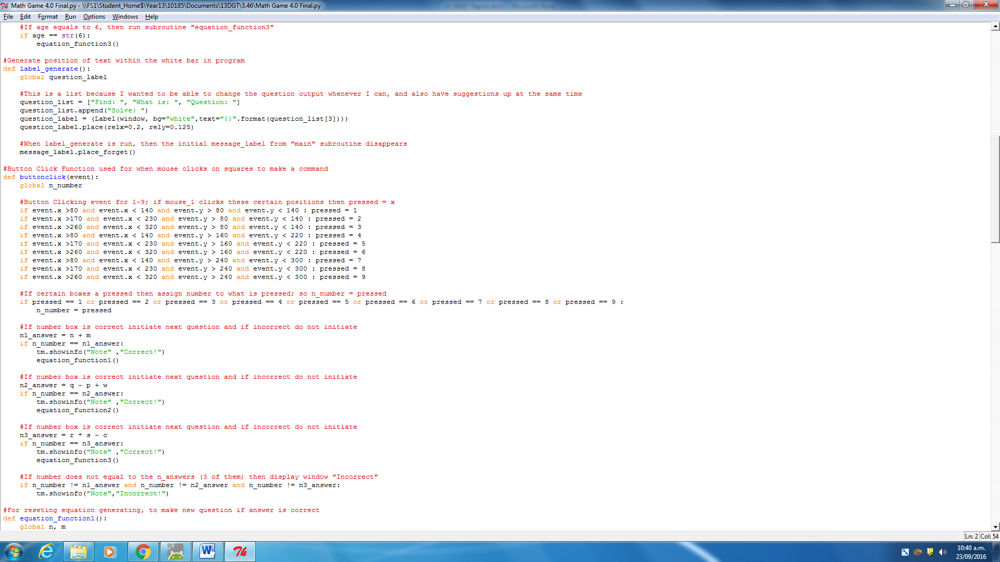 Math Game 4.0 Final.py - \\FS1\Student_Home$\Year13\10185\Documents\13DGT\3.46\Math Game 4.0 Final.py
File Edit Format Run Options Windows Help
    #If age equals to 6, then run subroutine "equation_function3"
    if age == str(6):
        equation_function3()

#Generate position of text within the white bar in program
def label_generate():
    global question_label

    #This is a list because I wanted to be able to change the question output whenever I can, and also have suggestions up at the same time
    question_list = ["Find: ", "What is: ", "Question: "]
    question_list.append("Solve: ")
    question_label = (Label(window, bg="white",text="{}".format(question_list[3])))
    question_label.place(relx=0.2, rely=0.125)

    #When label_generate is run, then the initial message_label from "main" subroutine disappears
    message_label.place_forget()

#Button Click Function used for when mouse clicks on squares to make a command
def buttonclick(event):
    global n_number

    #Button Clicking event for 1-9; if mouse_1 clicks these certain positions then pressed = x
    if event.x >80 and event.x < 140 and event.y > 80 and event.y < 140 : pressed = 1
    if event.x >170 and event.x < 230 and event.y > 80 and event.y < 140 : pressed = 2
    if event.x >260 and event.x < 320 and event.y > 80 and event.y < 140 : pressed = 3
    if event.x >80 and event.x < 140 and event.y > 160 and event.y < 220 : pressed = 4
    if event.x >170 and event.x < 230 and event.y > 160 and event.y < 220 : pressed = 5
    if event.x >260 and event.x < 320 and event.y > 160 and event.y < 220 : pressed = 6
    if event.x >80 and event.x < 140 and event.y > 240 and event.y < 300 : pressed = 7
    if event.x >170 and event.x < 230 and event.y > 240 and event.y < 300 : pressed = 8
    if event.x >260 and event.x < 320 and event.y > 240 and event.y < 300 : pressed = 9

    #If certain boxes a pressed then assign number to what is pressed; so n_number = pressed
    if pressed == 1 or pressed == 2 or pressed == 3 or pressed == 4 or pressed == 5 or pressed == 6 or pressed == 7 or pressed == 8 or pressed == 9 :
        n_number = pressed

    #If number box is correct initiate next question and if incorrect do not initiate
    n1_answer = n + m
    if n_number == n1_answer:
        tm.showinfo("Note" ,"Correct!")
        equation_function1()

    #If number box is correct initiate next question and if incorrect do not initiate
    n2_answer = q - p + w
    if n_number == n2_answer:
        tm.showinfo("Note" ,"Correct!")
        equation_function2()

    #If number box is correct initiate next question and if incorrect do not initiate
    n3_answer = r * s - c
    if n_number == n3_answer:
        tm.showinfo("Note" ,"Correct!")
        equation_function3()

    #If number does not equal to the n_answers (3 of them) then display window "Incorrect"
    if n_number != n1_answer and n_number != n2_answer and n_number != n3_answer:
        tm.showinfo("Note","Incorrect!")

#For reseting equation generating, to make new question if answer is correct
def equation_function1():
    global n, m
Ln: 2 Col: 54
10:40 a.m.
23/09/2016